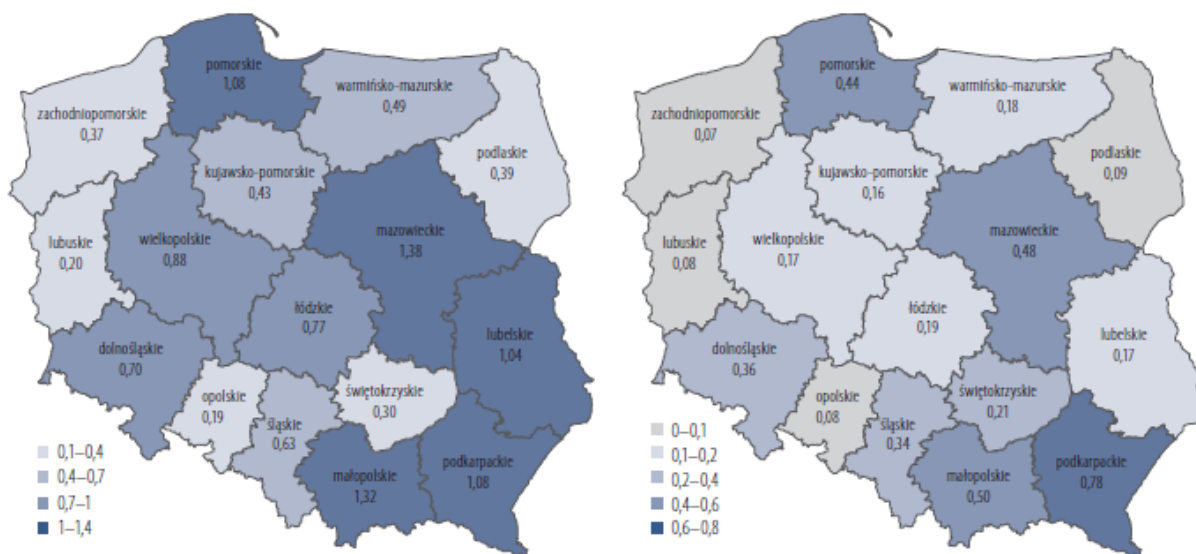 pomorskie
1,08
warmińsko-mazurskie
0,49
zachodniopomorskie
0,37
podlaskie
0,39
kujawsko-pomorskie
0,43
mazowieckie
1,38
lubuskie
0,20
wielkopolskie
0,88
łódzkie
0,77
lubelskie
1,04
dolnośląskie
0,70
opolskie
0,19
świętokrzyskie
0,30
śląskie
0,63
małopolskie
1,32
podkarpackie
1,08
0,1–0,4
0,4–0,7
0,7–1
1–1,4
pomorskie
0,44
warmińsko-mazurskie
0,18
zachodniopomorskie
0,07
podlaskie
0,09
kujawsko-pomorskie
0,16
mazowieckie
0,48
lubuskie
0,08
wielkopolskie
0,17
łódzkie
0,19
lubelskie
0,17
dolnośląskie
0,36
opolskie
0,08
świętokrzyskie
0,21
śląskie
0,34
małopolskie
0,50
podkarpackie
0,78
0–0,1
0,1–0,2
0,2–0,4
0,4–0,6
0,6–0,8